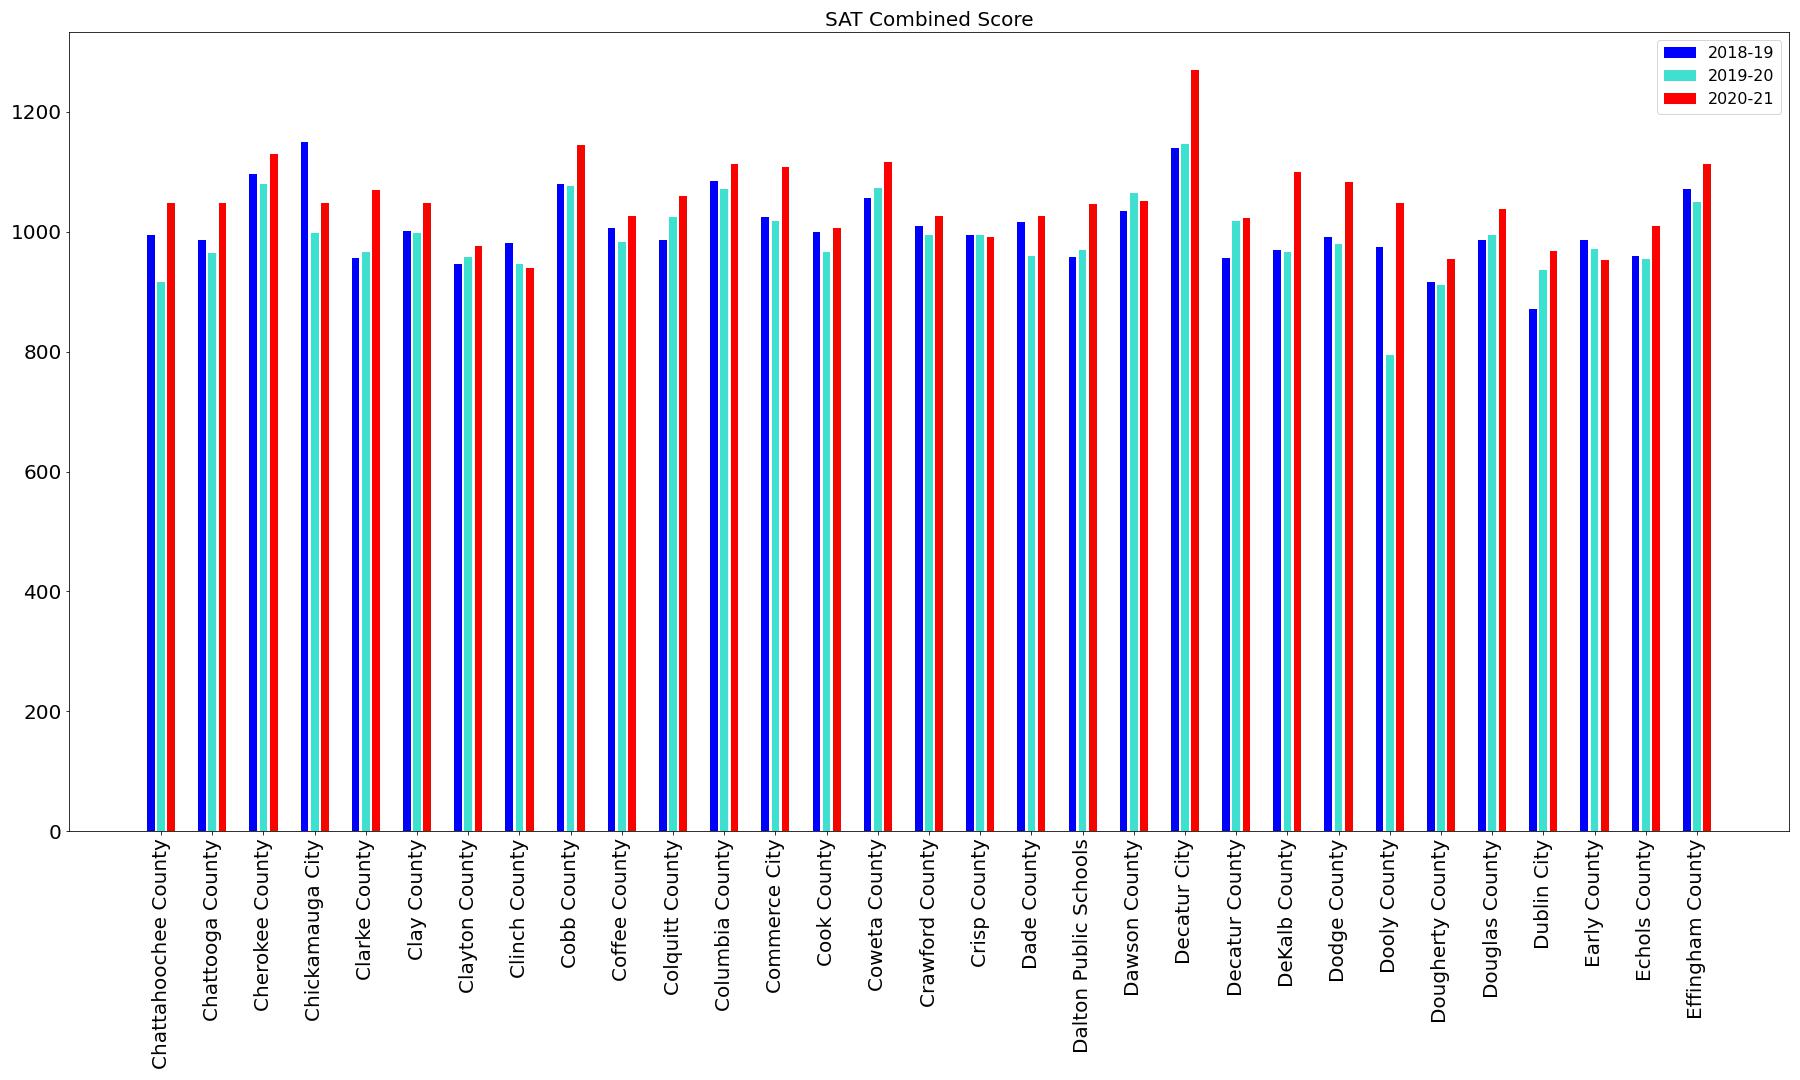 SAT Combined Score
2018-19
2019-20
2020-21
1200
1000
800
600
400
200
0
Chattahoochee County
Chattooga County
Cherokee County
Chickamauga City
Clarke County
Clay County
Clayton County
Clinch County
Cobb County
Coffee County
Colquitt County
Columbia County
Commerce City
Cook County
Coweta County
Crawford County
Crisp County
Dade County
Dalton Public Schools
Dawson County
Decatur City
Decatur County
DeKalb County
Dodge County
Dooly County
Dougherty County
Douglas County
Dublin City
Early County
Echols County
Effingham County